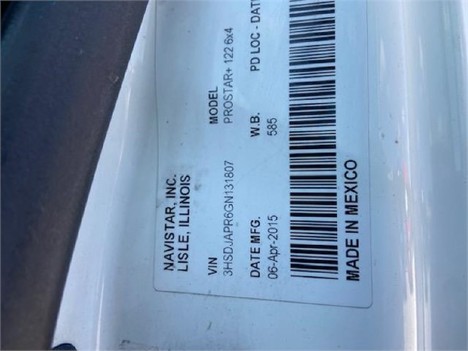 NAVISTAR, INC.
LISLE, ILLINOIS
VIN MODEL
3HSDJAPR6GN131807 PROSTAR+ 122 6x4
DATE MFG. W.B. PD LOC - DATE
06-Apr-2015 585
MADE IN MEXICO